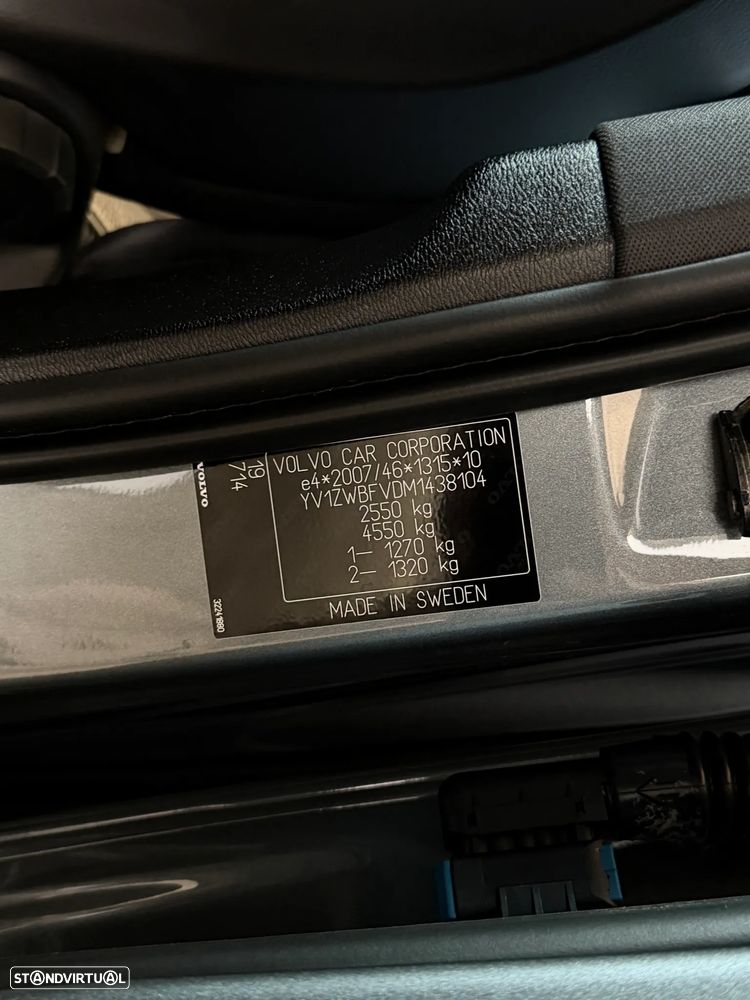 VOLVO CAR CORPORATION
e4*2007/46*1315*10
YV1ZWBFVDM1438104
2550 kg
4550 kg
1— 1270 kg
2— 1320 kg
MADE IN SWEDEN
19
714
VOLVO
32241890
STANDVIRTUAL